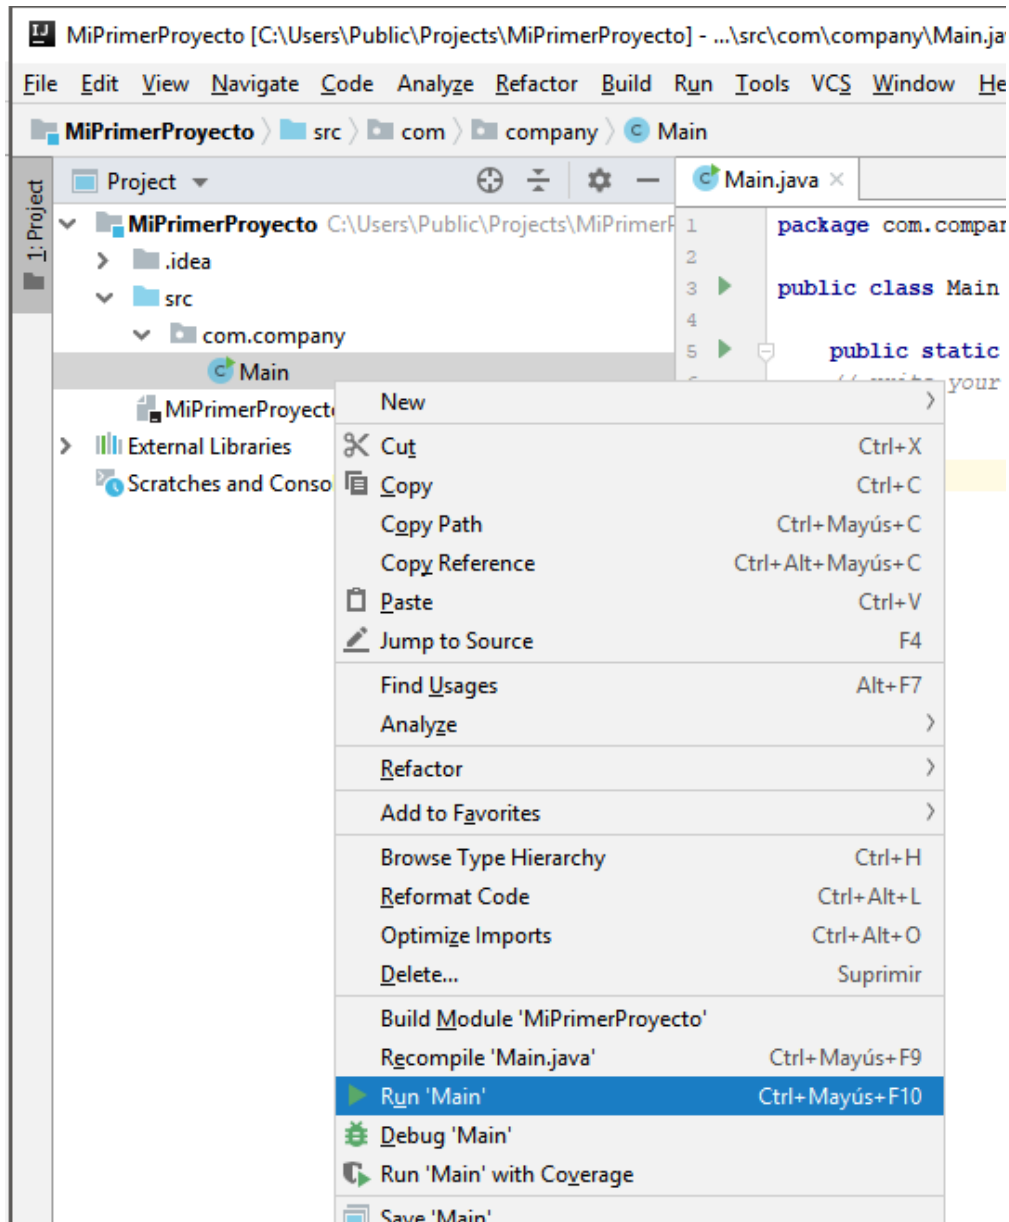 MiPrimerProyecto [C:\Users\Public\Projects\MiPrimerProyecto] - ...\src\com\company\Main.ja
File Edit View Navigate Code Analyze Refactor Build Run Tools VCS Window He
MiPrimerProyecto src com company Main
1: Project
Project
Main.java
MiPrimerProyecto C:\Users\Public\Projects\MiPrimerP
.idea
src
com.company
Main
MiPrimerProyecto
External Libraries
Scratches and Conso
1 package com.compar
2
3 public class Main
4
5 public static
// write your
New
Cut Ctrl+X
Copy Ctrl+C
Copy Path Ctrl+Mayús+C
Copy Reference Ctrl+Alt+Mayús+C
Paste Ctrl+V
Jump to Source F4
Find Usages Alt+F7
Analyze
Refactor
Add to Favorites
Browse Type Hierarchy Ctrl+H
Reformat Code Ctrl+Alt+L
Optimize Imports Ctrl+Alt+O
Delete... Suprimir
Build Module 'MiPrimerProyecto'
Recompile 'Main.java' Ctrl+Mayús+F9
Run 'Main' Ctrl+Mayús+F10
Debug 'Main'
Run 'Main' with Coverage
Save 'Main'